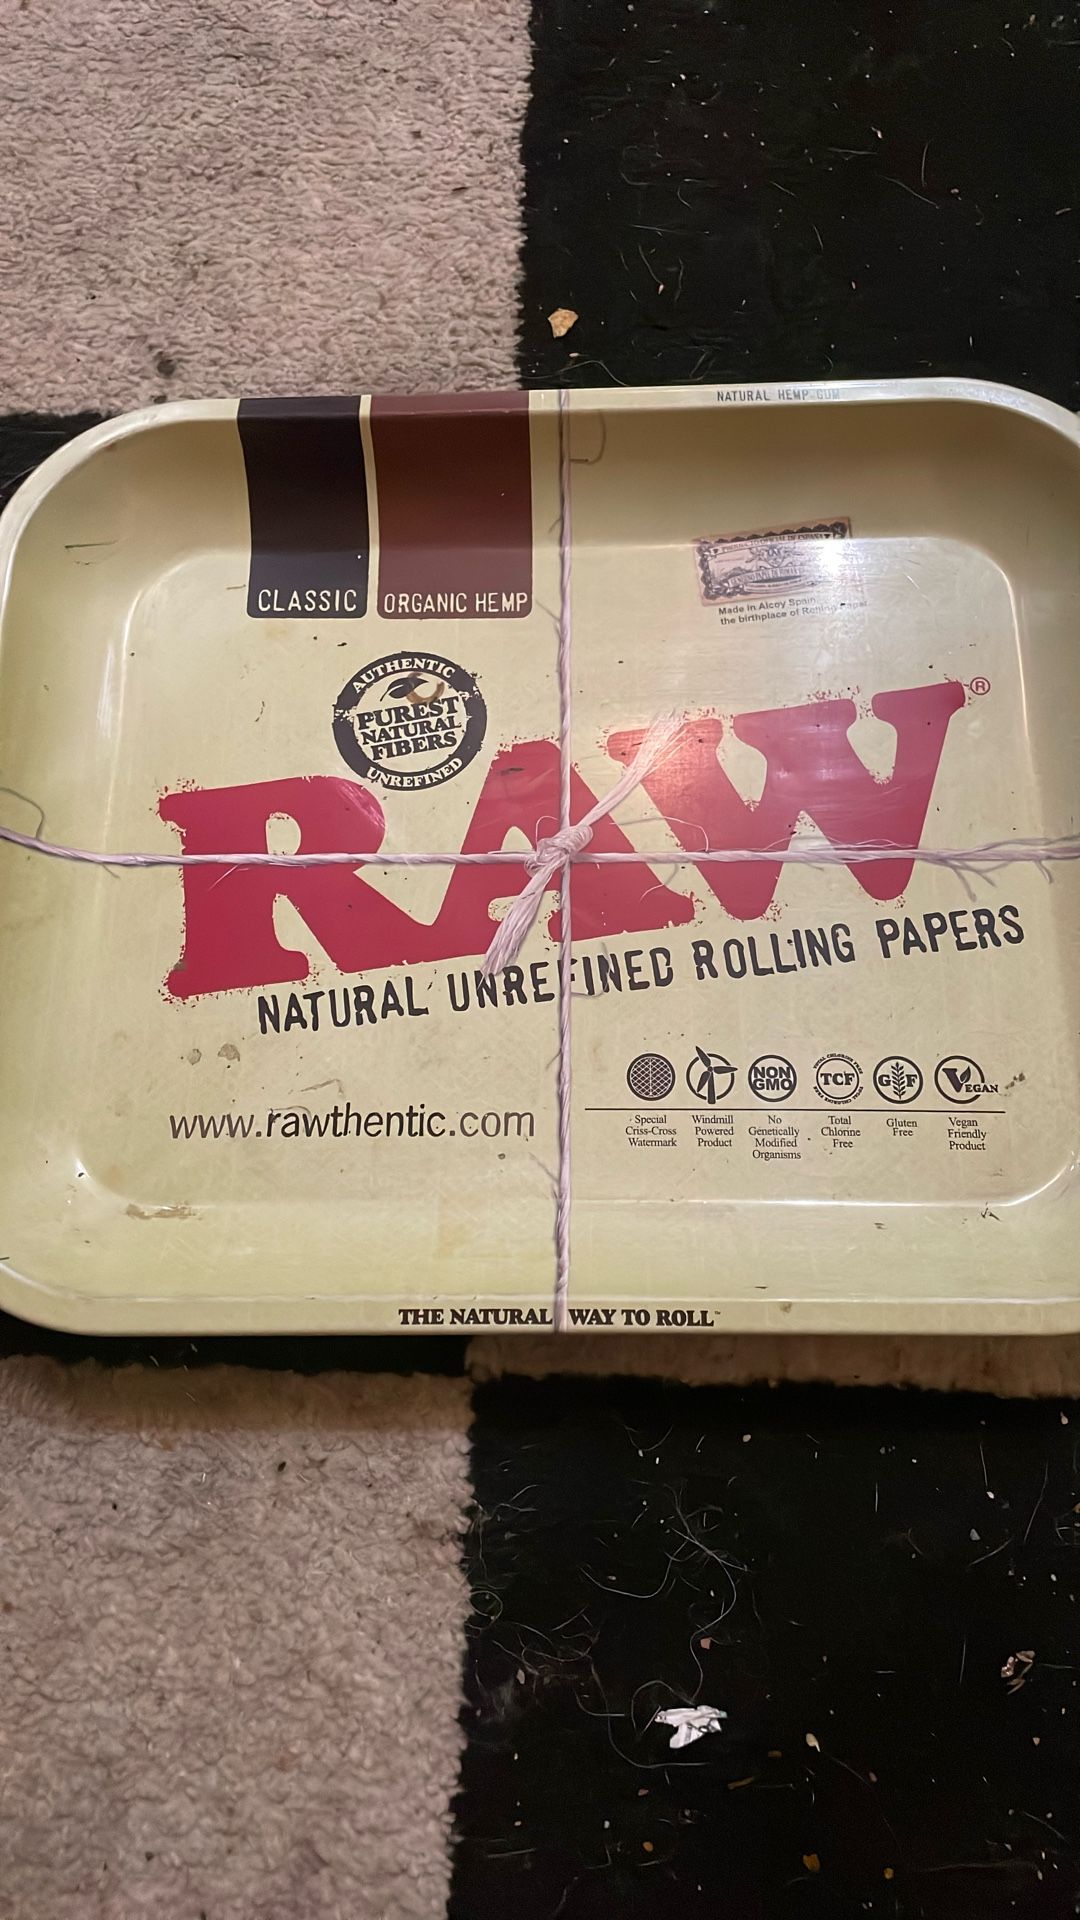 NATURAL HEMP GUM
CLASSIC
ORGANIC HEMP
Made in Alcoy Spain
the birthplace of Rolling Paper
AUTHENTIC
PUREST
NATURAL
FIBERS
UNREFINED
RAW®
NATURAL UNREFINED ROLLING PAPERS
www.rawthentic.com
NON
GMO
TCF
GF
VEGAN
Special
Criss-Cross
Watermark
Windmill
Powered
Product
No
Genetically
Modified
Organisms
Total
Chlorine
Free
Gluten
Free
Vegan
Friendly
Product
THE NATURAL WAY TO ROLL™